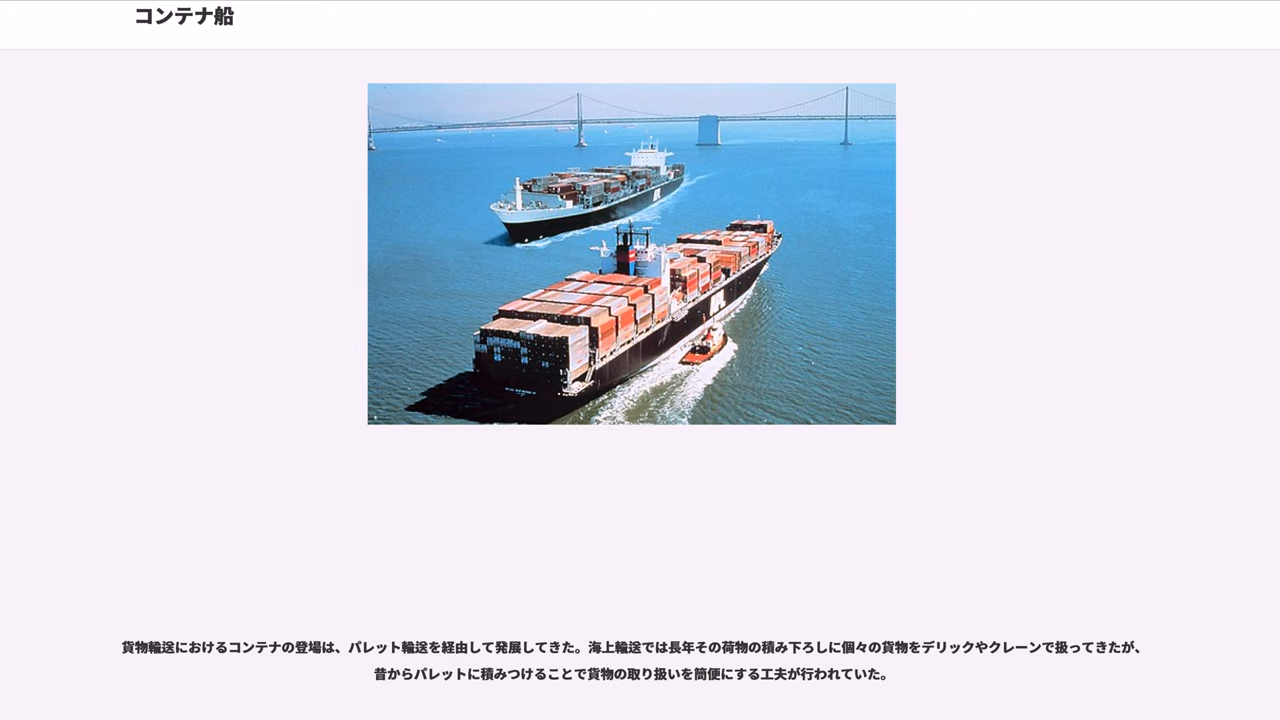 コンテナ船
貨物輸送におけるコンテナの登場は、パレット輸送を経由して発展してきた。海上輸送では長年その荷物の積み下ろしに個々の貨物をデリックやクレーンで扱ってきたが、
昔からパレットに積みつけることで貨物の取り扱いを簡便にする工夫が行われていた。